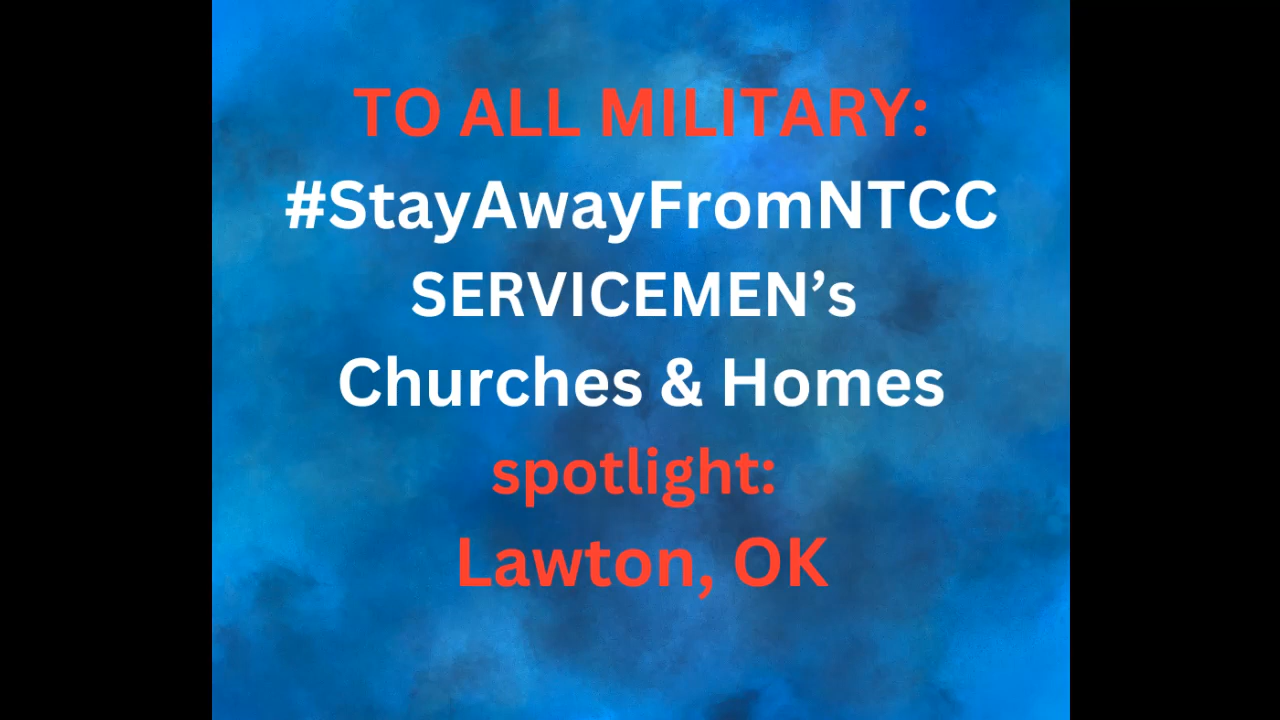 TO ALL MILITARY:
#StayAwayFromNTCC
SERVICEMEN’s
Churches & Homes
spotlight:
Lawton, OK